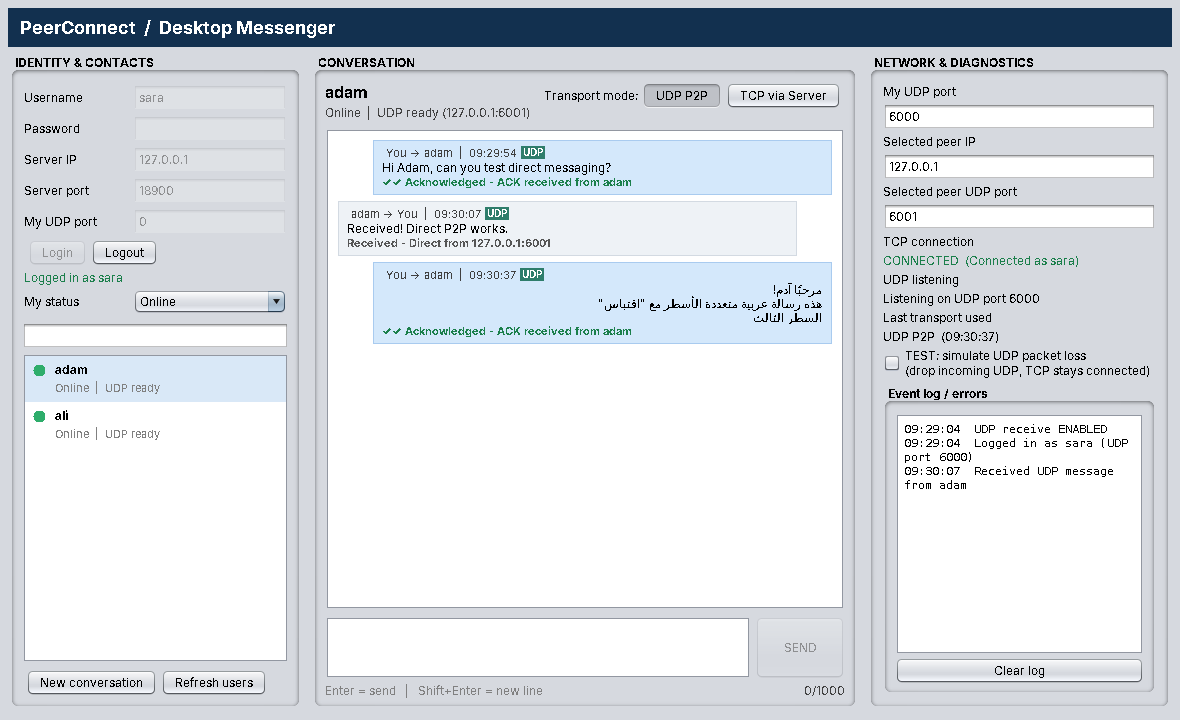 PeerConnect / Desktop Messenger
IDENTITY & CONTACTS
Username
sara
Password
Server IP
127.0.0.1
Server port
18900
My UDP port
0
Login
Logout
Logged in as sara
My status
Online
adam
Online | UDP ready
ali
Online | UDP ready
New conversation
Refresh users
CONVERSATION
adam
Online | UDP ready (127.0.0.1:6001)
Transport mode:
UDP P2P
TCP via Server
You → adam | 09:29:54 UDP
Hi Adam, can you test direct messaging?
✓✓ Acknowledged - ACK received from adam
adam → You | 09:30:07 UDP
Received! Direct P2P works.
Received - Direct from 127.0.0.1:6001
You → adam | 09:30:37 UDP
مرحبًا آدم!
هذه رسالة عربية متعددة الأسطر مع "اقتباس"
السطر الثالث
✓✓ Acknowledged - ACK received from adam
SEND
Enter = send | Shift+Enter = new line
0/1000
NETWORK & DIAGNOSTICS
My UDP port
6000
Selected peer IP
127.0.0.1
Selected peer UDP port
6001
TCP connection
CONNECTED (Connected as sara)
UDP listening
Listening on UDP port 6000
Last transport used
UDP P2P (09:30:37)
TEST: simulate UDP packet loss
(drop incoming UDP, TCP stays connected)
Event log / errors
09:29:04 UDP receive ENABLED
09:29:04 Logged in as sara (UDP
port 6000)
09:30:07 Received UDP message
from adam
Clear log